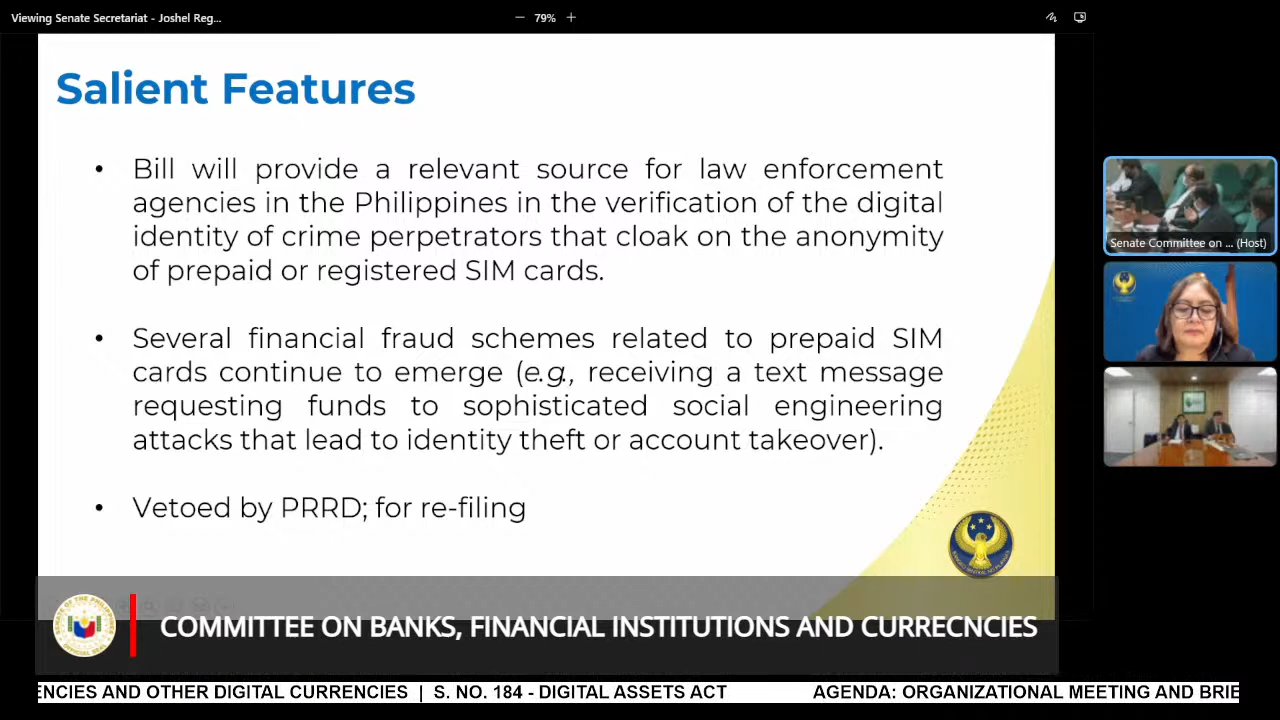 Viewing Senate Secretariat - Joshel Reg...
79%
Salient Features
• Bill will provide a relevant source for law enforcement
agencies in the Philippines in the verification of the digital
identity of crime perpetrators that cloak on the anonymity
of prepaid or registered SIM cards.
• Several financial fraud schemes related to prepaid SIM
cards continue to emerge (e.g., receiving a text message
requesting funds to sophisticated social engineering
attacks that lead to identity theft or account takeover).
• Vetoed by PRRD; for re-filing
Senate Committee on ... (Host)
COMMITTEE ON BANKS, FINANCIAL INSTITUTIONS AND CURRECNCIES
ENCIES AND OTHER DIGITAL CURRENCIES | S. NO. 184 - DIGITAL ASSETS ACT AGENDA: ORGANIZATIONAL MEETING AND BRIE